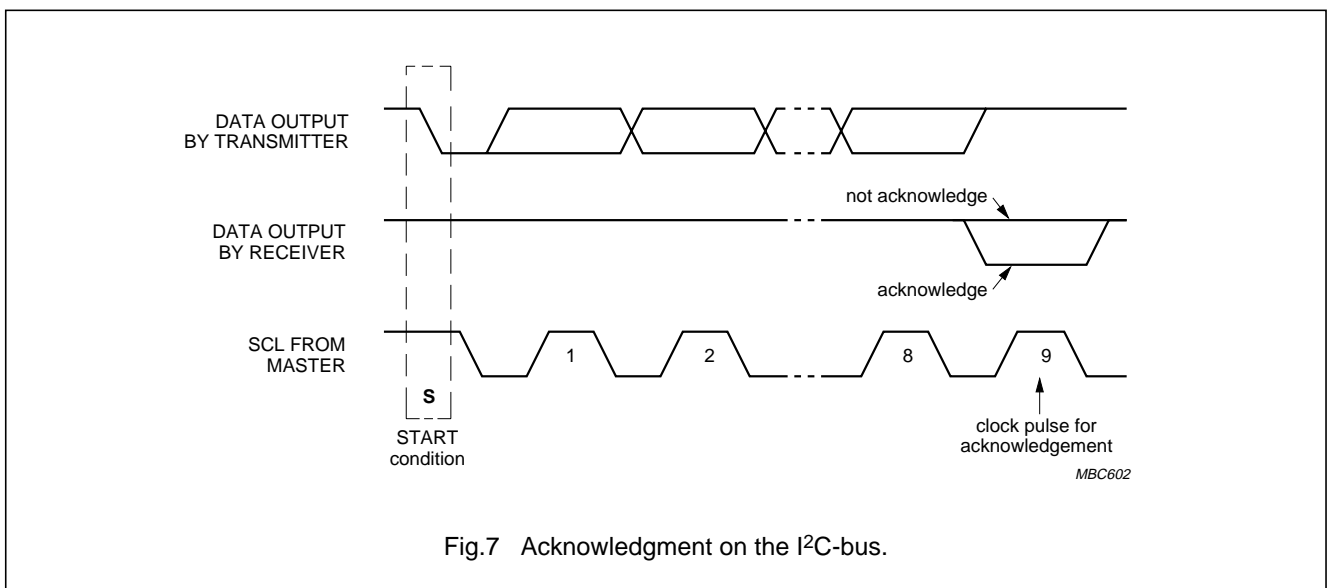 DATA OUTPUT
BY TRANSMITTER
not acknowledge
DATA OUTPUT
BY RECEIVER
acknowledge
SCL FROM
MASTER
1
2
8
9
S
START
condition
clock pulse for
acknowledgement
MBC602
Fig.7 Acknowledgment on the I²C-bus.